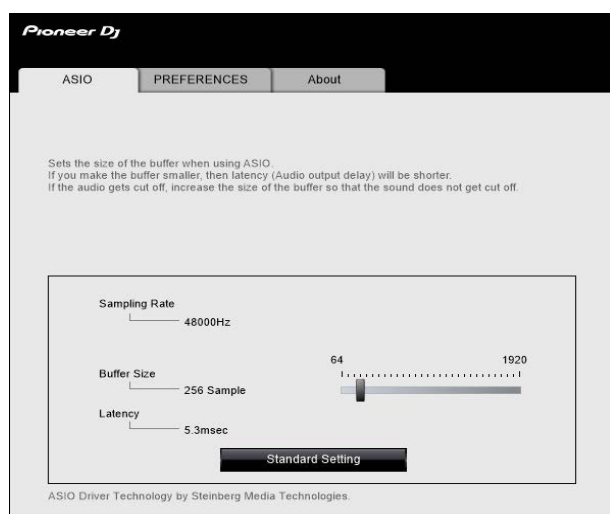 Pioneer Dj
ASIO PREFERENCES About
Sets the size of the buffer when using ASIO.
If you make the buffer smaller, then latency (Audio output delay) will be shorter.
If the audio gets cut off, increase the size of the buffer so that the sound does not get cut off.
Sampling Rate
48000Hz
64 1920
Buffer Size
256 Sample
Latency
5.3msec
Standard Setting
ASIO Driver Technology by Steinberg Media Technologies.